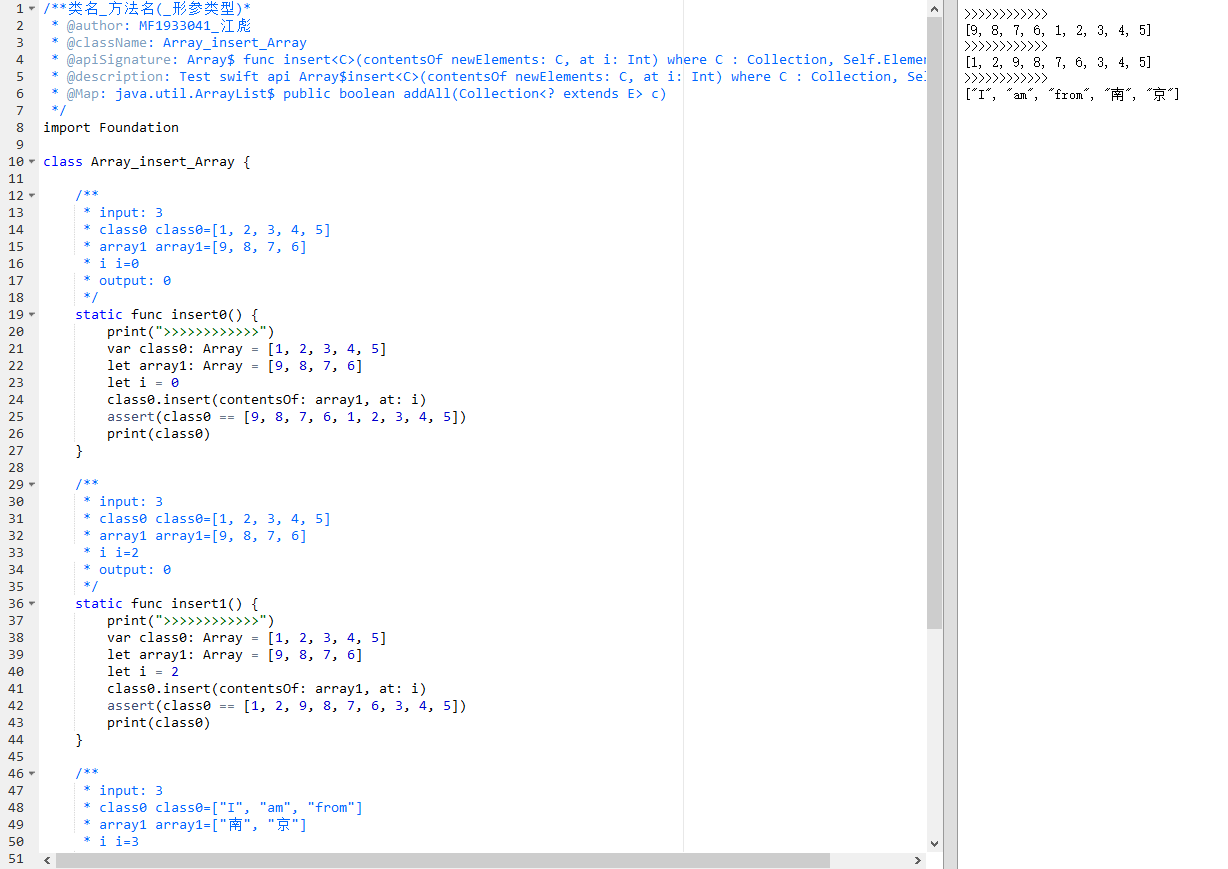 1 /**类名_方法名(_形参类型)*
2 * @author: MF1933041_江彪
3 * @className: Array_insert_Array
4 * @apiSignature: Array$ func insert<C>(contentsOf newElements: C, at i: Int) where C : Collection, Self.Elemen
5 * @description: Test swift api Array$insert<C>(contentsOf newElements: C, at i: Int) where C : Collection, Sel
6 * @Map: java.util.ArrayList$ public boolean addAll(Collection<? extends E> c)
7 */
8 import Foundation
9
10 class Array_insert_Array {
11
12 /**
13 * input: 3
14 * class0 class0=[1, 2, 3, 4, 5]
15 * array1 array1=[9, 8, 7, 6]
16 * i i=0
17 * output: 0
18 */
19 static func insert0() {
20 print(">>>>>>>>>>>>")
21 var class0: Array = [1, 2, 3, 4, 5]
22 let array1: Array = [9, 8, 7, 6]
23 let i = 0
24 class0.insert(contentsOf: array1, at: i)
25 assert(class0 == [9, 8, 7, 6, 1, 2, 3, 4, 5])
26 print(class0)
27 }
28
29 /**
30 * input: 3
31 * class0 class0=[1, 2, 3, 4, 5]
32 * array1 array1=[9, 8, 7, 6]
33 * i i=2
34 * output: 0
35 */
36 static func insert1() {
37 print(">>>>>>>>>>>>")
38 var class0: Array = [1, 2, 3, 4, 5]
39 let array1: Array = [9, 8, 7, 6]
40 let i = 2
41 class0.insert(contentsOf: array1, at: i)
42 assert(class0 == [1, 2, 9, 8, 7, 6, 3, 4, 5])
43 print(class0)
44 }
45
46 /**
47 * input: 3
48 * class0 class0=["I", "am", "from"]
49 * array1 array1=["南", "京"]
50 * i i=3
51
>>>>>>>>>>>>
[9, 8, 7, 6, 1, 2, 3, 4, 5]
>>>>>>>>>>>>
[1, 2, 9, 8, 7, 6, 3, 4, 5]
>>>>>>>>>>>>
["I", "am", "from", "南", "京"]